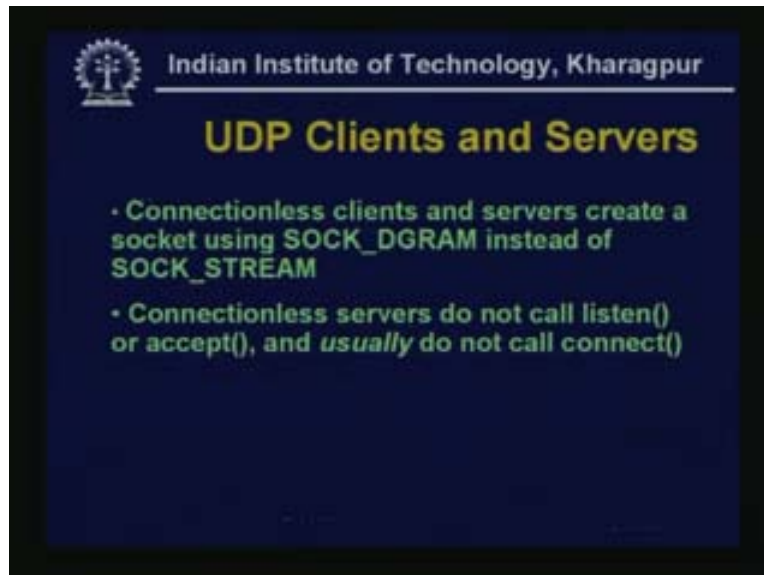 Indian Institute of Technology, Kharagpur
UDP Clients and Servers
• Connectionless clients and servers create a
socket using SOCK_DGRAM instead of
SOCK_STREAM
• Connectionless servers do not call listen()
or accept(), and usually do not call connect()